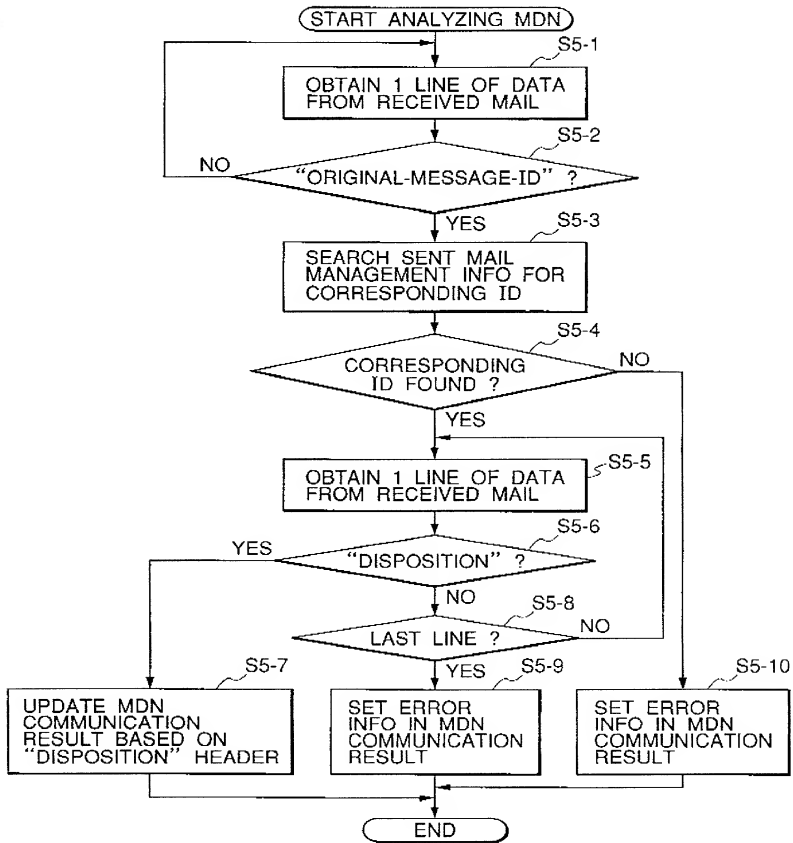 START ANALYZING MDN
S5-1
OBTAIN 1 LINE OF DATA
FROM RECEIVED MAIL
S5-2
NO
“ORIGINAL-MESSAGE-ID” ?
YES
S5-3
SEARCH SENT MAIL
MANAGEMENT INFO FOR
CORRESPONDING ID
S5-4
NO
CORRESPONDING
ID FOUND ?
YES
S5-5
OBTAIN 1 LINE OF DATA
FROM RECEIVED MAIL
S5-6
YES
“DISPOSITION” ?
NO
S5-8
LAST LINE ?
NO
YES
S5-7
UPDATE MDN
COMMUNICATION
RESULT BASED ON
“DISPOSITION” HEADER
S5-9
SET ERROR
INFO IN MDN
COMMUNICATION
RESULT
S5-10
SET ERROR
INFO IN MDN
COMMUNICATION
RESULT
END